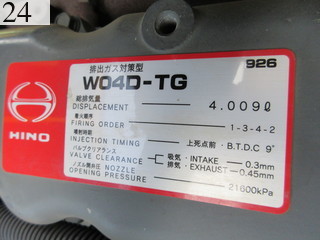 24
排出ガス対策型
926
W04D-TG
HINO
総排気量
DISPLACEMENT 4.009ℓ
着火順序
FIRING ORDER 1-3-4-2
噴射時期
INJECTION TIMING 上死点前・B.T.D.C 9°
バルブクリアランス
VALVE CLEARANCE 吸気・INTAKE — 0.3mm
排気・EXHAUST — 0.45mm
ノズル開弁圧 NOZZLE
OPENING PRESSURE 21600kPa